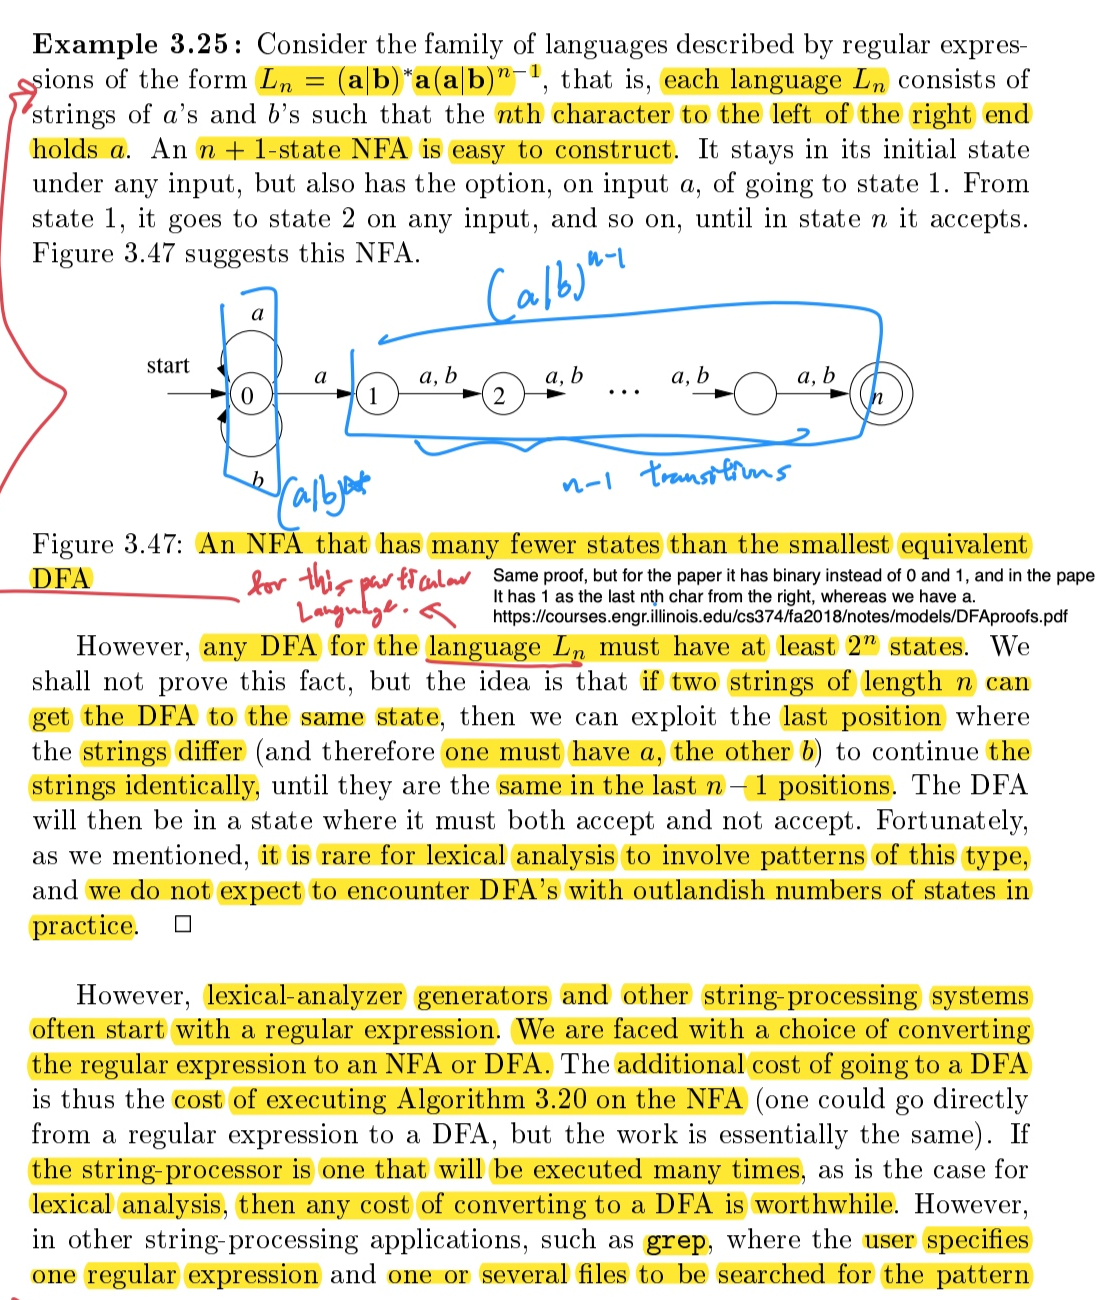 Example 3.25: Consider the family of languages described by regular expres-
sions of the form Lₙ = (a|b)*a(a|b)ⁿ⁻¹, that is, each language Lₙ consists of
strings of a's and b's such that the nth character to the left of the right end
holds a. An n + 1-state NFA is easy to construct. It stays in its initial state
under any input, but also has the option, on input a, of going to state 1. From
state 1, it goes to state 2 on any input, and so on, until in state n it accepts.
Figure 3.47 suggests this NFA.
(a|b)ⁿ⁻¹
a
start
a
a, b
a, b
a, b
a, b
0
1
2
...
n
b
(a|b)*
n-1 transitions
Figure 3.47: An NFA that has many fewer states than the smallest equivalent
DFA
for this particular
Language.
Same proof, but for the paper it has binary instead of 0 and 1, and in the pape
It has 1 as the last nth char from the right, whereas we have a.
https://courses.engr.illinois.edu/cs374/fa2018/notes/models/DFAproofs.pdf
However, any DFA for the language Lₙ must have at least 2ⁿ states. We
shall not prove this fact, but the idea is that if two strings of length n can
get the DFA to the same state, then we can exploit the last position where
the strings differ (and therefore one must have a, the other b) to continue the
strings identically, until they are the same in the last n – 1 positions. The DFA
will then be in a state where it must both accept and not accept. Fortunately,
as we mentioned, it is rare for lexical analysis to involve patterns of this type,
and we do not expect to encounter DFA's with outlandish numbers of states in
practice. □
However, lexical-analyzer generators and other string-processing systems
often start with a regular expression. We are faced with a choice of converting
the regular expression to an NFA or DFA. The additional cost of going to a DFA
is thus the cost of executing Algorithm 3.20 on the NFA (one could go directly
from a regular expression to a DFA, but the work is essentially the same). If
the string-processor is one that will be executed many times, as is the case for
lexical analysis, then any cost of converting to a DFA is worthwhile. However,
in other string-processing applications, such as grep, where the user specifies
one regular expression and one or several files to be searched for the pattern